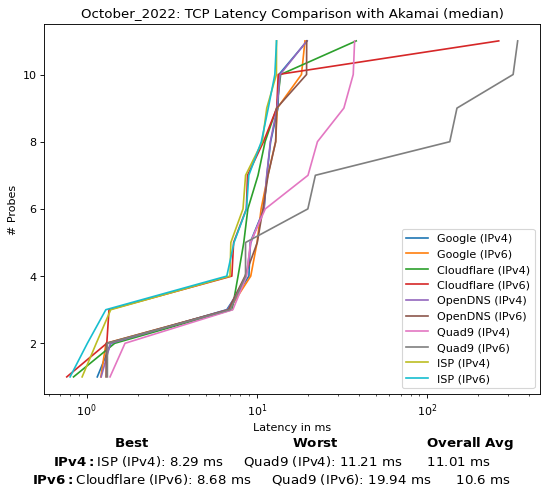 October_2022: TCP Latency Comparison with Akamai (median)
# Probes
10
8
6
4
2
Google (IPv4)
Google (IPv6)
Cloudflare (IPv4)
Cloudflare (IPv6)
OpenDNS (IPv4)
OpenDNS (IPv6)
Quad9 (IPv4)
Quad9 (IPv6)
ISP (IPv4)
ISP (IPv6)
10⁰ 10¹ 10²
Latency in ms
Best Worst Overall Avg
IPv4: ISP (IPv4): 8.29 ms Quad9 (IPv4): 11.21 ms 11.01 ms
IPv6: Cloudflare (IPv6): 8.68 ms Quad9 (IPv6): 19.94 ms 10.6 ms